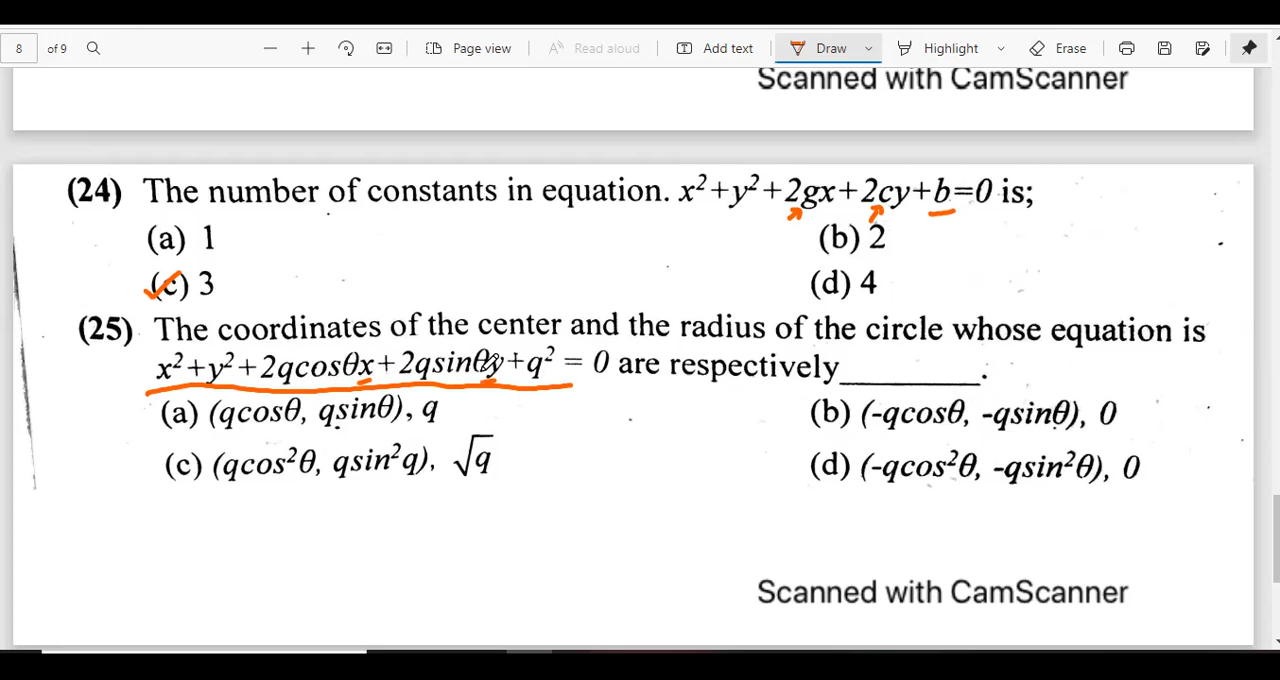 8 of 9 Page view Read aloud Add text Draw Highlight Erase
Scanned with CamScanner
(24) The number of constants in equation. x²+y²+2gx+2cy+b=0 is;
(a) 1 (b) 2
(c) 3 (d) 4
(25) The coordinates of the center and the radius of the circle whose equation is
x²+y²+2qcosθx+2qsinθy+q² = 0 are respectively________.
(a) (qcosθ, qsinθ), q (b) (-qcosθ, -qsinθ), 0
(c) (qcos²θ, qsin²q), √q (d) (-qcos²θ, -qsin²θ), 0
Scanned with CamScanner